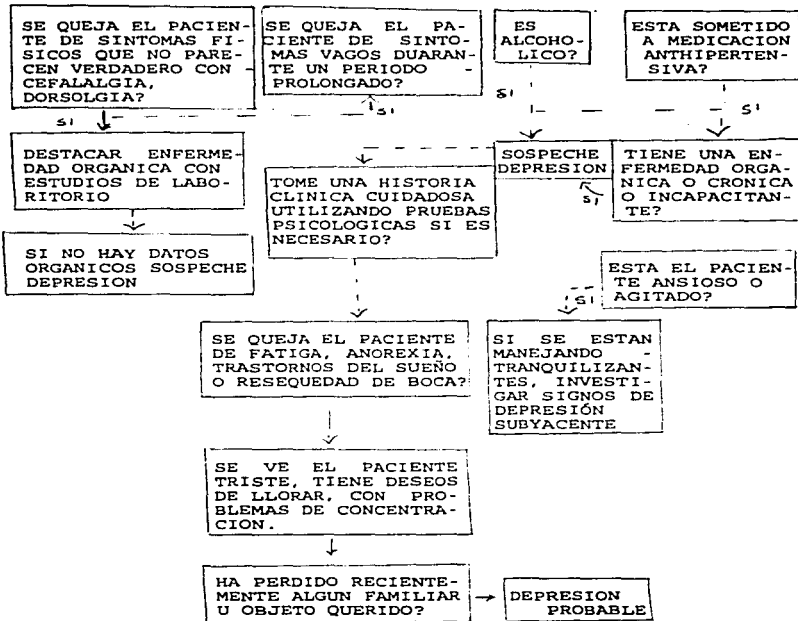 SE QUEJA EL PACIEN-
TE DE SINTOMAS FI-
SICOS QUE NO PARE-
CEN VERDADERO CON
CEFALALGIA,
DORSOLGIA?
SE QUEJA EL PA-
CIENTE DE SINTO-
MAS VAGOS DUARAN-
TE UN PERIODO -
PROLONGADO?
ES
ALCOHO-
LICO?
ESTA SOMETIDO
A MEDICACION
ANTHIPERTEN-
SIVA?
SI
SI
SI
SI
DESTACAR ENFERME-
DAD ORGANICA CON
ESTUDIOS DE LABO-
RITORIO
TOME UNA HISTORIA
CLINICA CUIDADOSA
UTILIZANDO PRUEBAS
PSICOLOGICAS SI ES
NECESARIO?
SOSPECHE
DEPRESION
SI
TIENE UNA EN-
FERMEDAD ORGA-
NICA O CRONICA
O INCAPACITAN-
TE?
SI NO HAY DATOS
ORGANICOS SOSPECHE
DEPRESION
ESTA EL PACIEN-
TE ANSIOSO O
AGITADO?
SI
SE QUEJA EL PACIENTE
DE FATIGA, ANOREXIA,
TRASTORNOS DEL SUEÑO
O RESEQUEDAD DE BOCA?
SI SE ESTAN
MANEJANDO -
TRANQUILIZAN-
TES, INVESTI-
GAR SIGNOS DE
DEPRESIÓN
SUBYACENTE
SE VE EL PACIENTE
TRISTE, TIENE DESEOS
DE LLORAR, CON PRO-
BLEMAS DE CONCENTRA-
CION.
HA PERDIDO RECIENTE-
MENTE ALGUN FAMILIAR
U OBJETO QUERIDO?
DEPRESION
PROBABLE